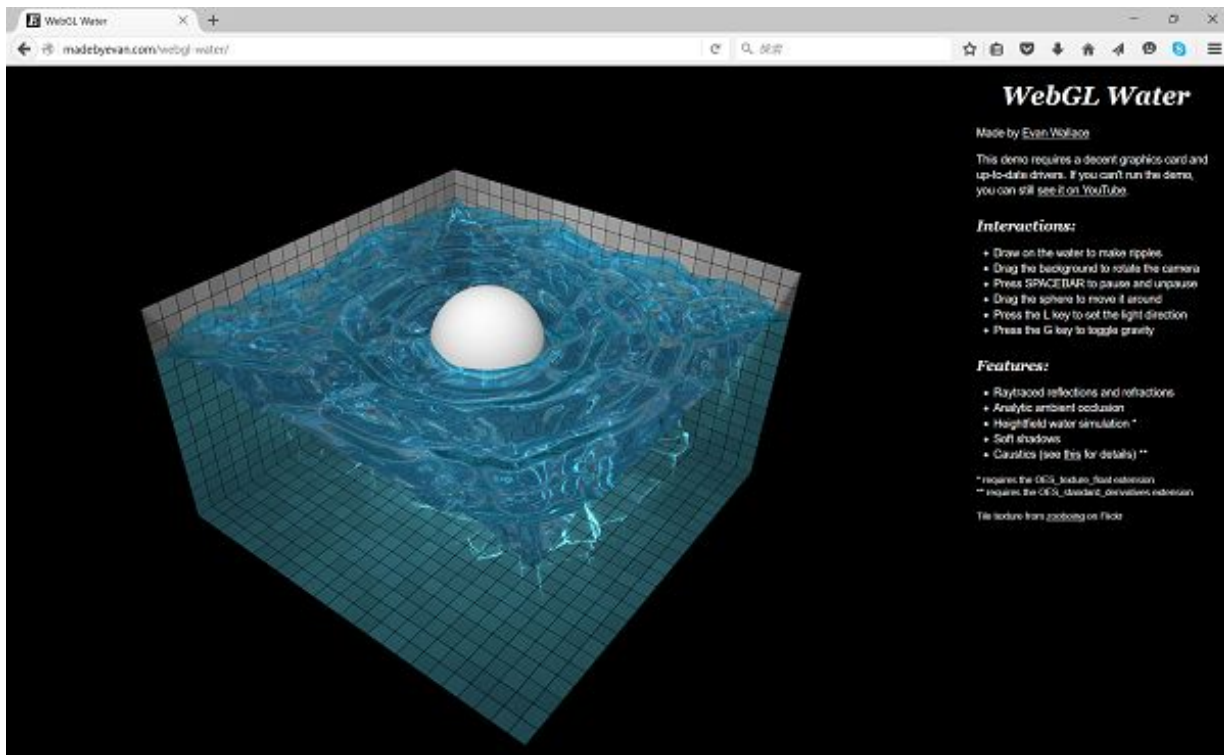 WebGL Water
madebyevan.com/webgl-water/
検索
WebGL Water
Made by Evan Wallace
This demo requires a decent graphics card and
up-to-date drivers. If you can't run the demo,
you can still see it on YouTube.
Interactions:
• Draw on the water to make ripples
• Drag the background to rotate the camera
• Press SPACEBAR to pause and unpause
• Drag the sphere to move it around
• Press the L key to set the light direction
• Press the G key to toggle gravity
Features:
• Raytraced reflections and refractions
• Analytic ambient occlusion
• Heightfield water simulation *
• Soft shadows
• Caustics (see this for details) **
* requires the OES_texture_float extension
** requires the OES_standard_derivatives extension
Tile texture from zooboing on Flickr